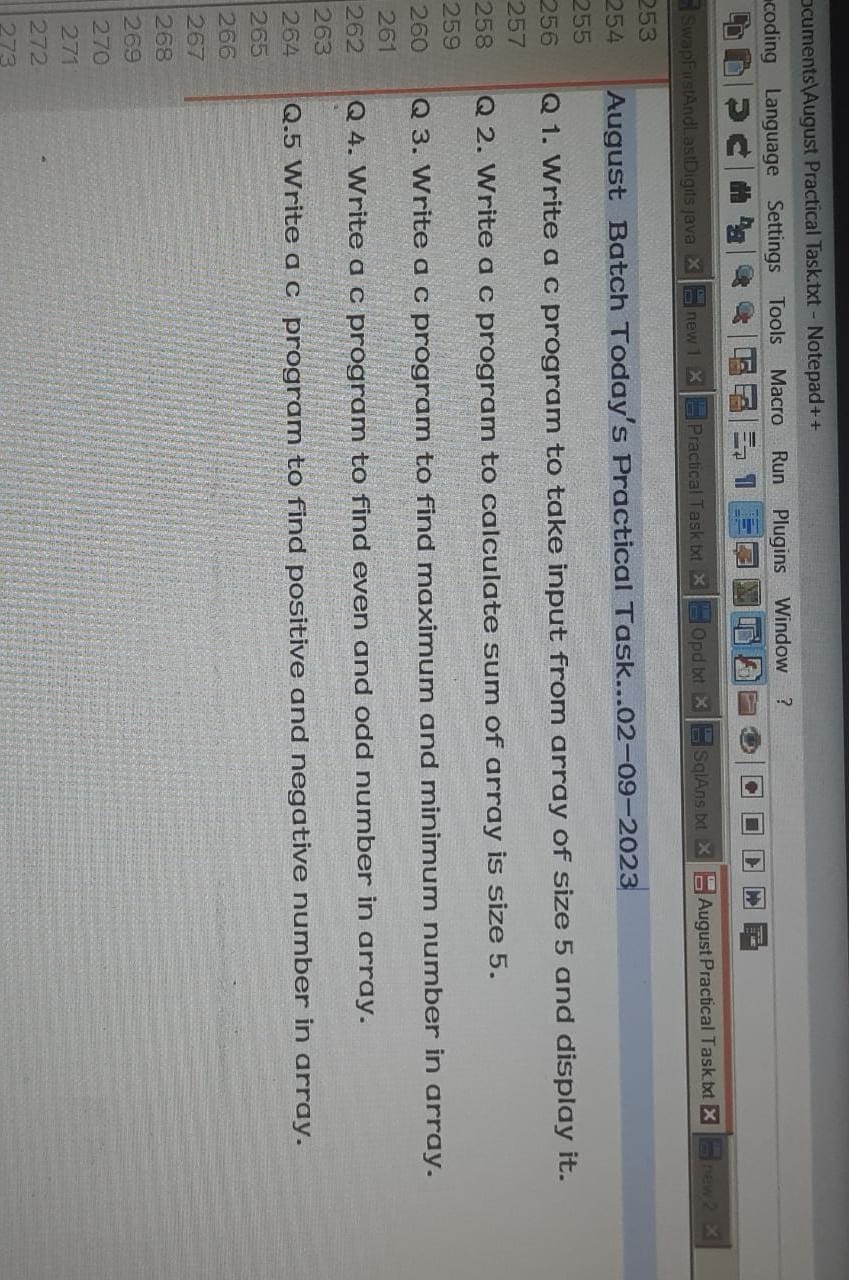 ocuments\August Practical Task.txt - Notepad++
coding Language Settings Tools Macro Run Plugins Window ?
SwapFirstAndLastDigits.java new 1 Practical Task.txt Opd.txt SqlAns.txt August Practical Task.txt new 2
253
254 August Batch Today's Practical Task...02-09-2023
255
256 Q 1. Write a c program to take input from array of size 5 and display it.
257
258 Q 2. Write a c program to calculate sum of array is size 5.
259
260 Q 3. Write a c program to find maximum and minimum number in array.
261
262 Q 4. Write a c program to find even and odd number in array.
263
264 Q.5 Write a c program to find positive and negative number in array.
265
266
267
268
269
270
271
272
273